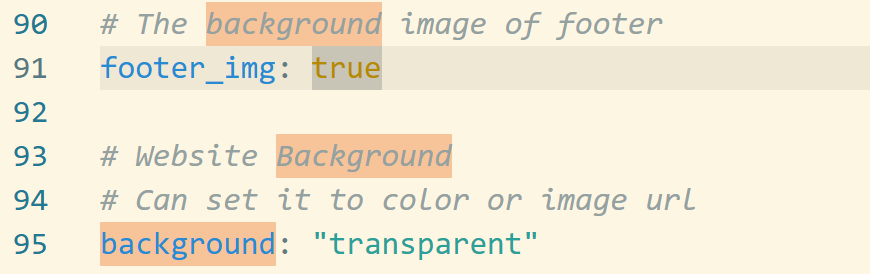 90 # The background image of footer
91 footer_img: true
92
93 # Website Background
94 # Can set it to color or image url
95 background: "transparent"